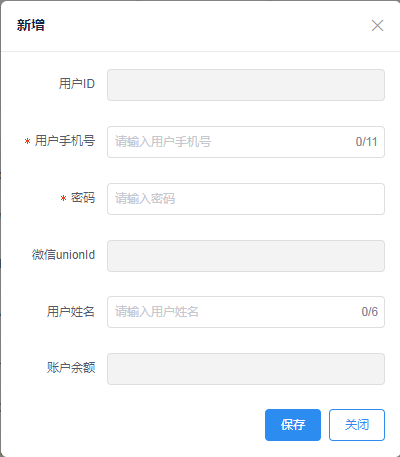 新增
用户ID
* 用户手机号 请输入用户手机号 0/11
* 密码 请输入密码
微信unionId
用户姓名 请输入用户姓名 0/6
账户余额
保存 关闭